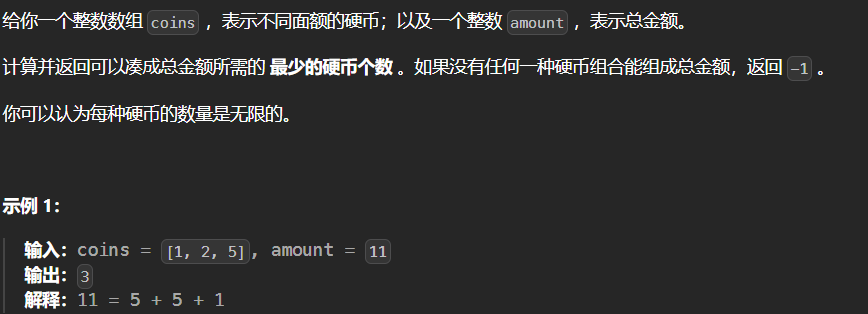 给你一个整数数组 coins ，表示不同面额的硬币；以及一个整数 amount ，表示总金额。
计算并返回可以凑成总金额所需的 最少的硬币个数 。如果没有任何一种硬币组合能组成总金额，返回 -1 。
你可以认为每种硬币的数量是无限的。
示例 1：
输入：coins = [1, 2, 5], amount = 11
输出：3
解释：11 = 5 + 5 + 1